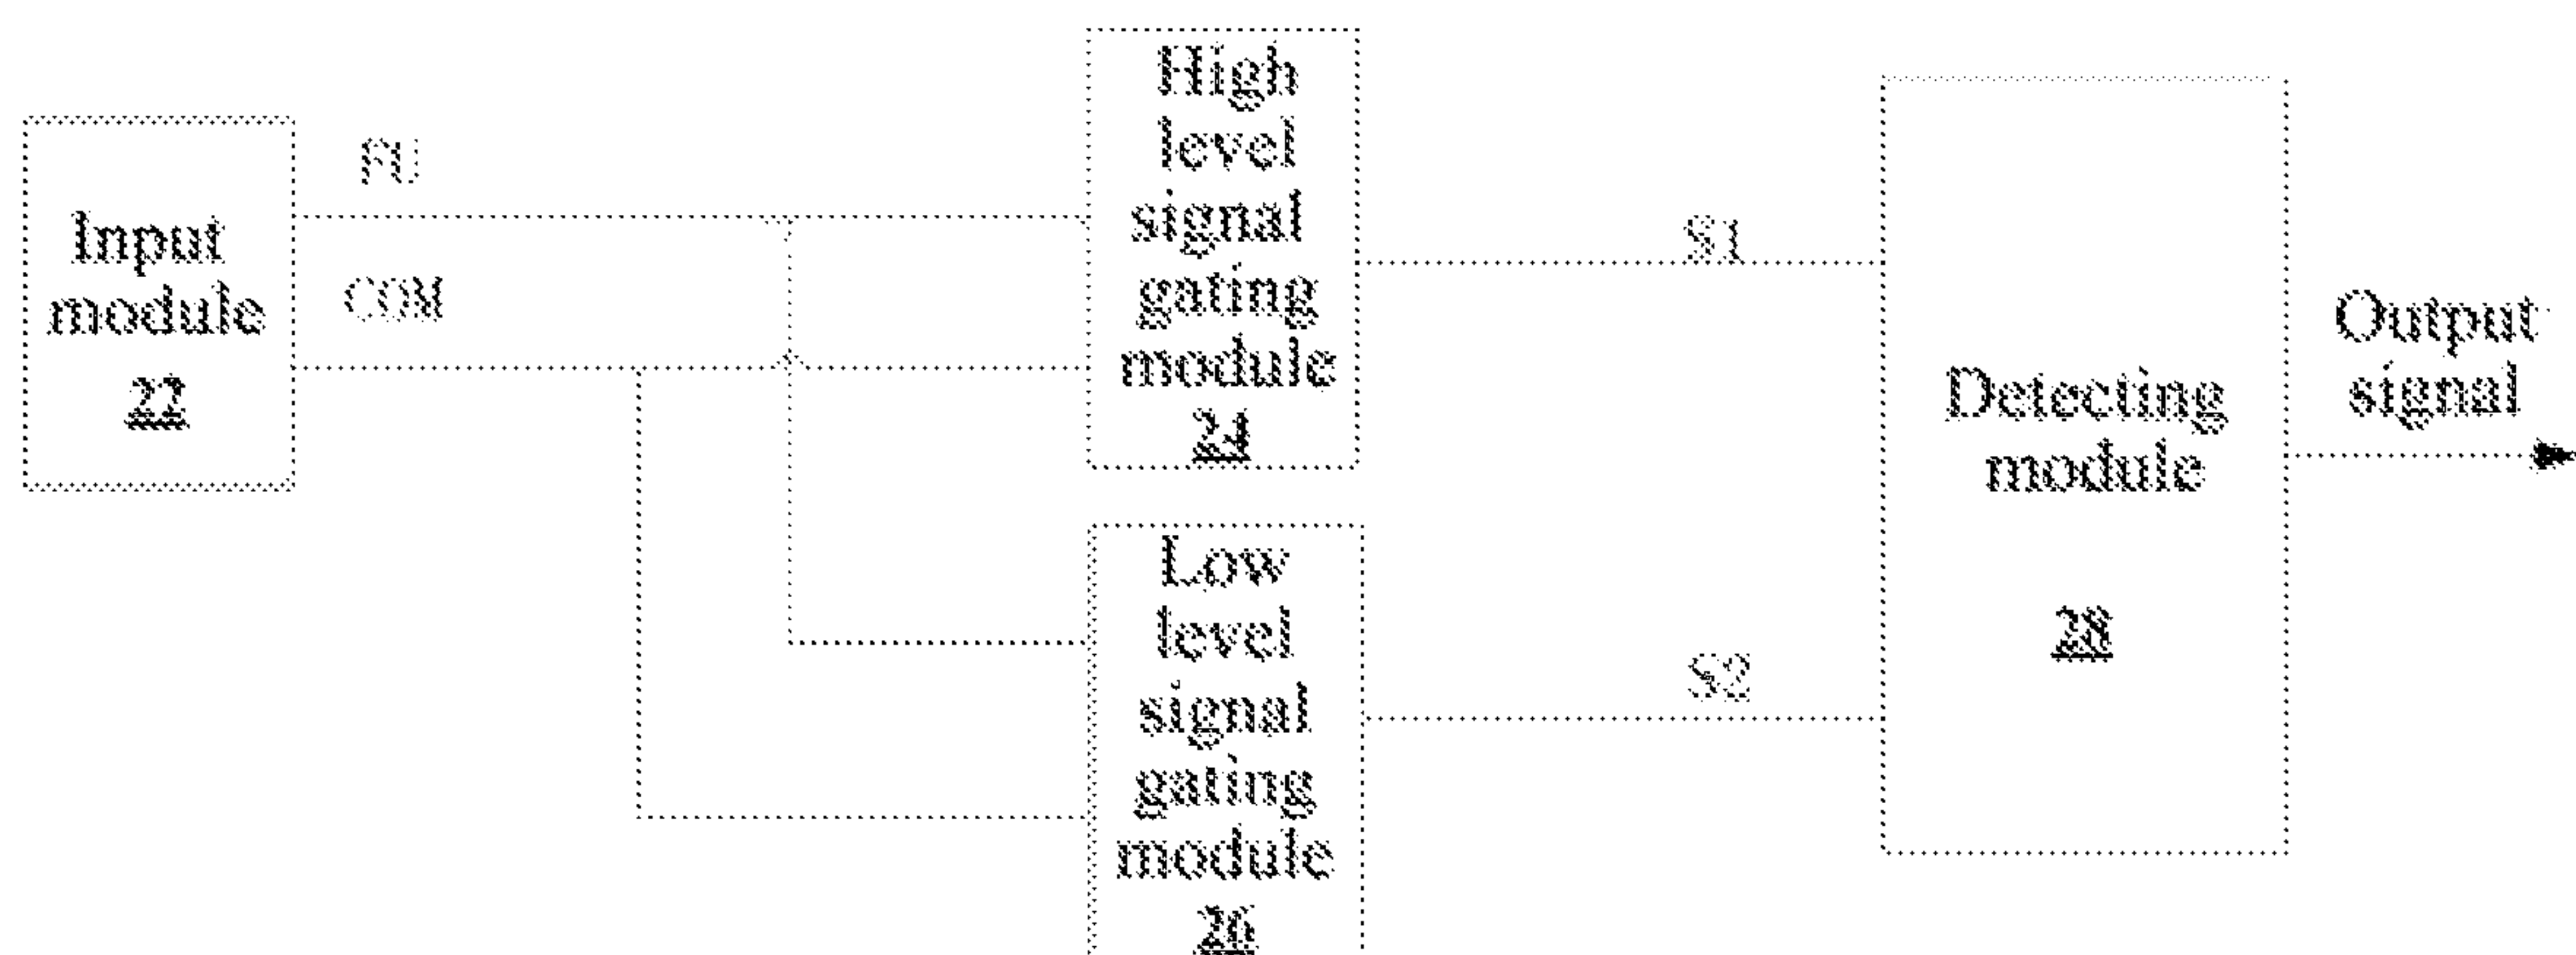 Input
module
22
FU
COM
High
level
signal
gating
module
24
Low
level
signal
gating
module
26
S1
S2
Detecting
module
28
Output
signal